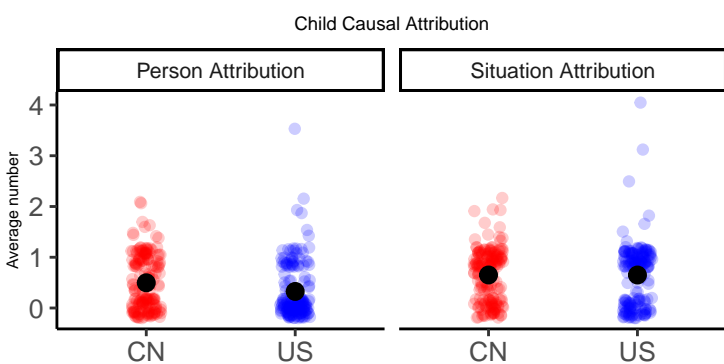 Child Causal Attribution
Person Attribution
Situation Attribution
Average number
4
3
2
1
0
CN
US
CN
US